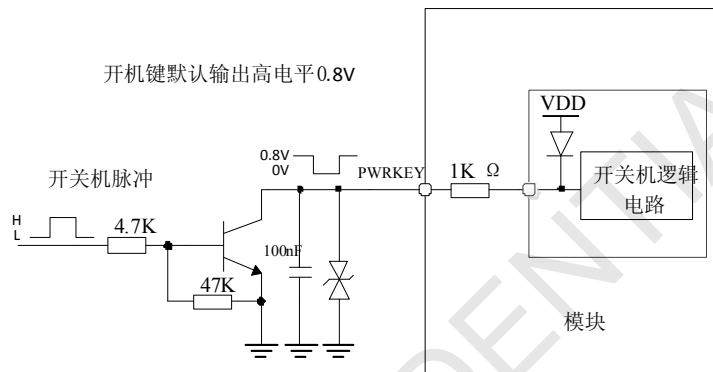 开机键默认输出高电平0.8V
VDD
0.8V
0V
PWRKEY
1K Ω
开关机逻辑
电路
开关机脉冲
H
L
4.7K
100nF
47K
模块
DENTIA